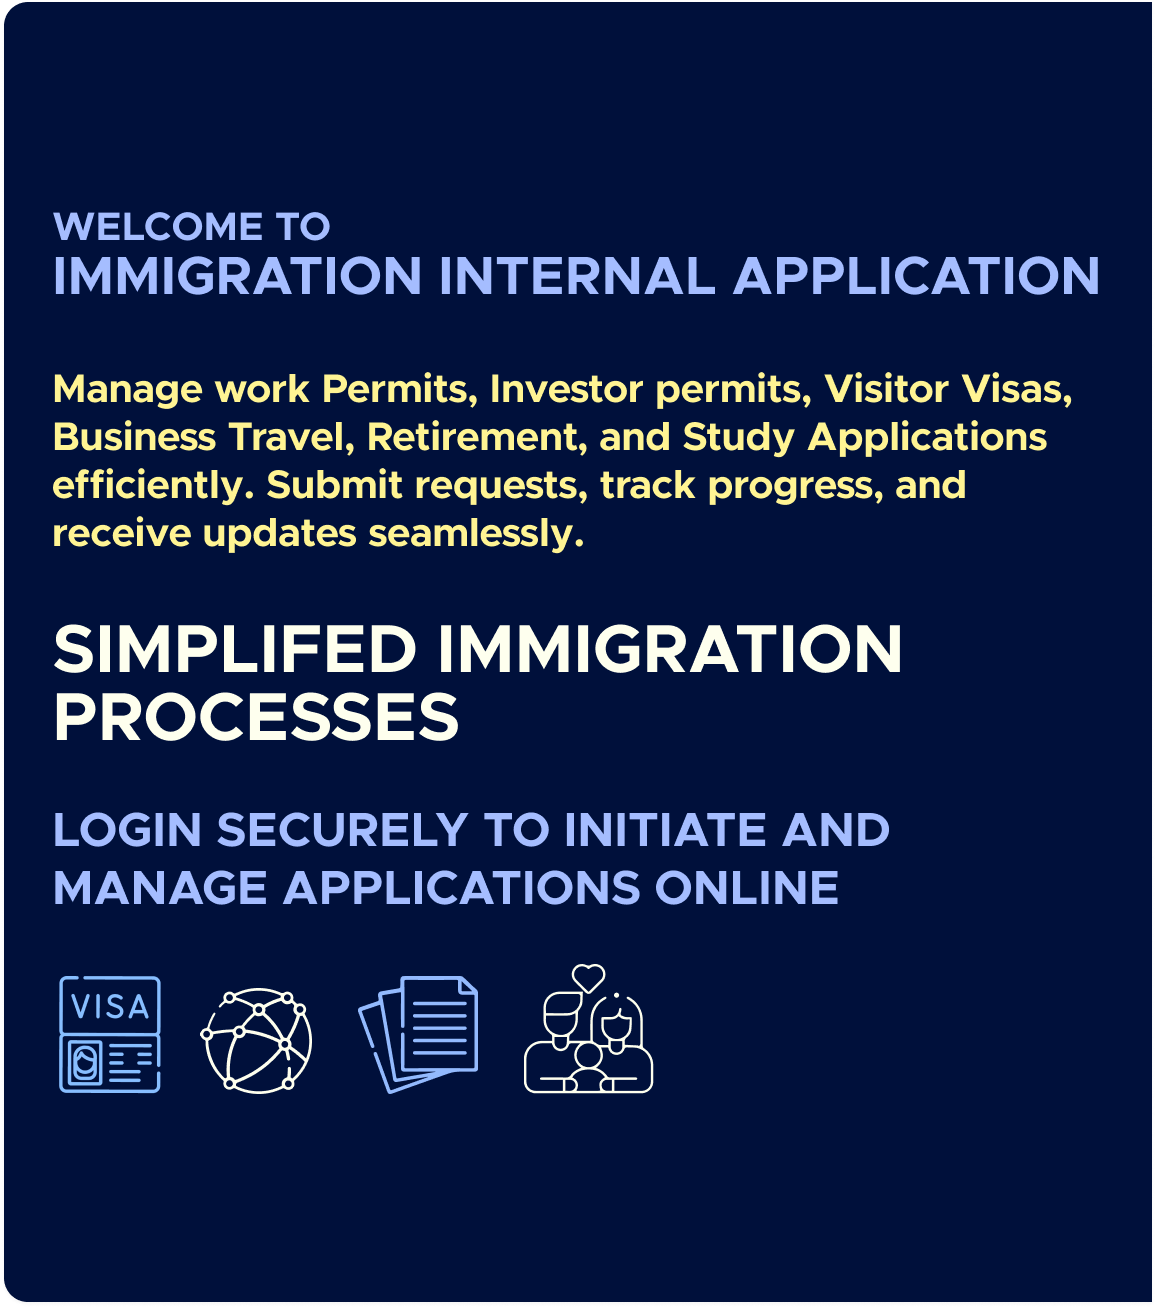 WELCOME TO
IMMIGRATION INTERNAL APPLICATION
Manage work Permits, Investor permits, Visitor Visas,
Business Travel, Retirement, and Study Applications
efficiently. Submit requests, track progress, and
receive updates seamlessly.
SIMPLIFED IMMIGRATION
PROCESSES
LOGIN SECURELY TO INITIATE AND
MANAGE APPLICATIONS ONLINE
VISA